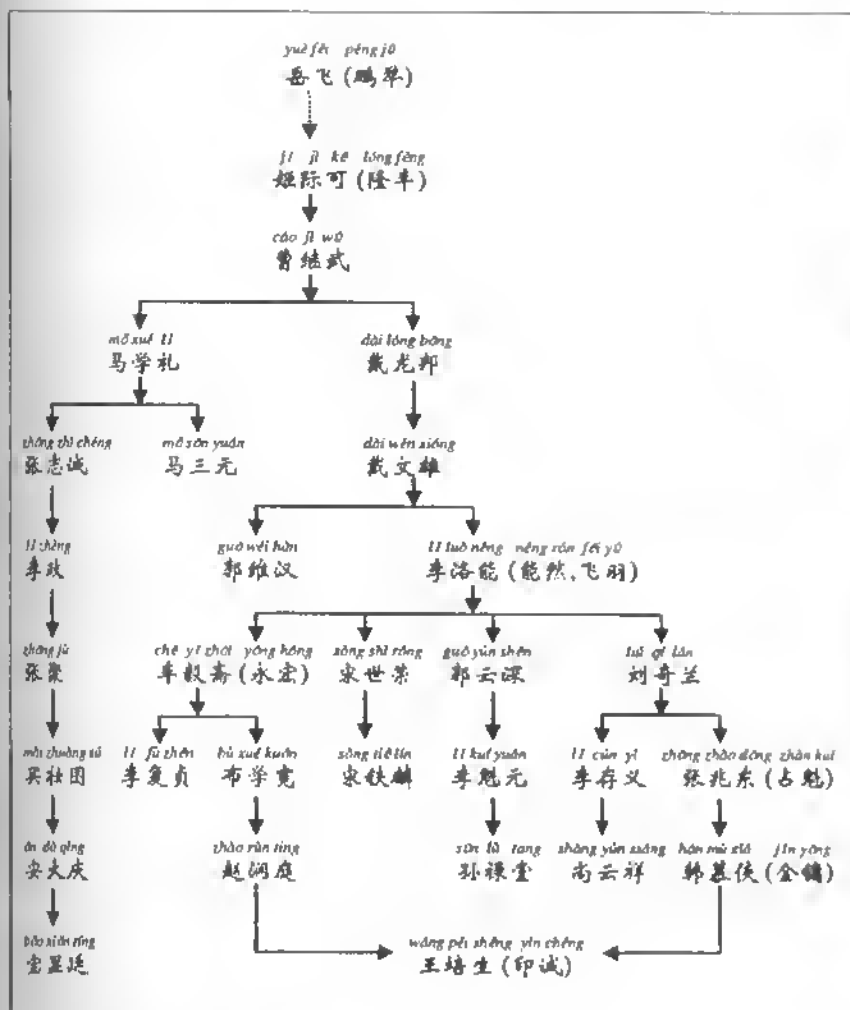 yuè fēi péng jǔ
岳飞(鹏举)
jī jì kě lóng fēng
姬际可(隆丰)
cáo jì wǔ
曹继武
mǎ xué lǐ dài lóng bāng
马学礼 戴龙邦
zhāng zhì chéng mǎ sān yuán dài wén xióng
张志诚 马三元 戴文雄
lǐ zhèng guō wéi hàn lǐ luò néng néng rán fēi yǔ
李政 郭维汉 李洛能(能然,飞羽)
zhāng jù chē yì zhāi yǒng hóng sòng shì róng guō yún shēn liú qí lán
张聚 车毅斋(永宏) 宋世荣 郭云深 刘奇兰
mǎi zhuàng tú lǐ fù zhēn bù xué kuān sòng tiě lín lǐ kuí yuán lǐ cún yì zhāng zhào dōng zhàn kuí
买壮图 李复贞 布学宽 宋铁麟 李魁元 李存义 张兆东(占魁)
ān dà qìng zhào rùn tíng sūn lù tang shàng yún xiáng hán mù xiá jīn yōng
安大庆 赵润庭 孙禄堂 尚云祥 韩慕侠(金镛)
bǎo xiǎn tíng wáng péi shēng yìn chéng
宝显廷 王培生(印诚)